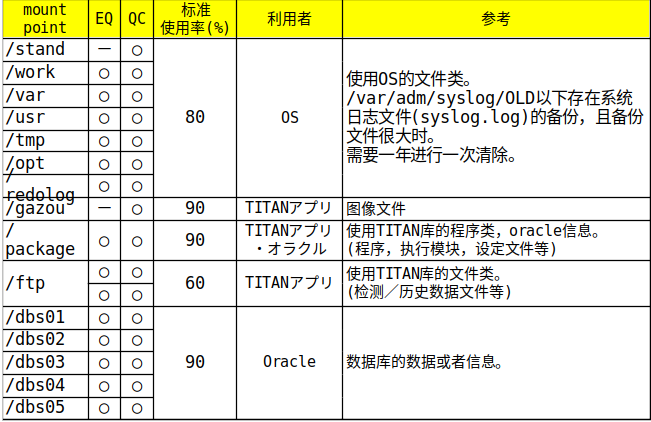 mount point EQ QC 标准使用率(%) 利用者 参考
/stand － ○
/work ○ ○
/var ○ ○
/usr ○ ○
/tmp ○ ○
/opt ○ ○
/redolog ○ ○
80 OS
使用OS的文件类。
/var/adm/syslog/OLD以下存在系统
日志文件(syslog.log)的备份，且备份
文件很大时。
需要一年进行一次清除。
/gazou － ○ 90 TITANアプリ 图像文件
/package ○ ○ 90
TITANアプリ
・オラクル
使用TITAN库的程序类，oracle信息。
(程序，执行模块，设定文件等)
/ftp ○ ○
○ ○
60 TITANアプリ
使用TITAN库的文件类。
(检测／历史数据文件等)
/dbs01 ○ ○
/dbs02 ○ ○
/dbs03 ○ ○
/dbs04 ○ ○
/dbs05 ○ ○
90 Oracle 数据库的数据或者信息。